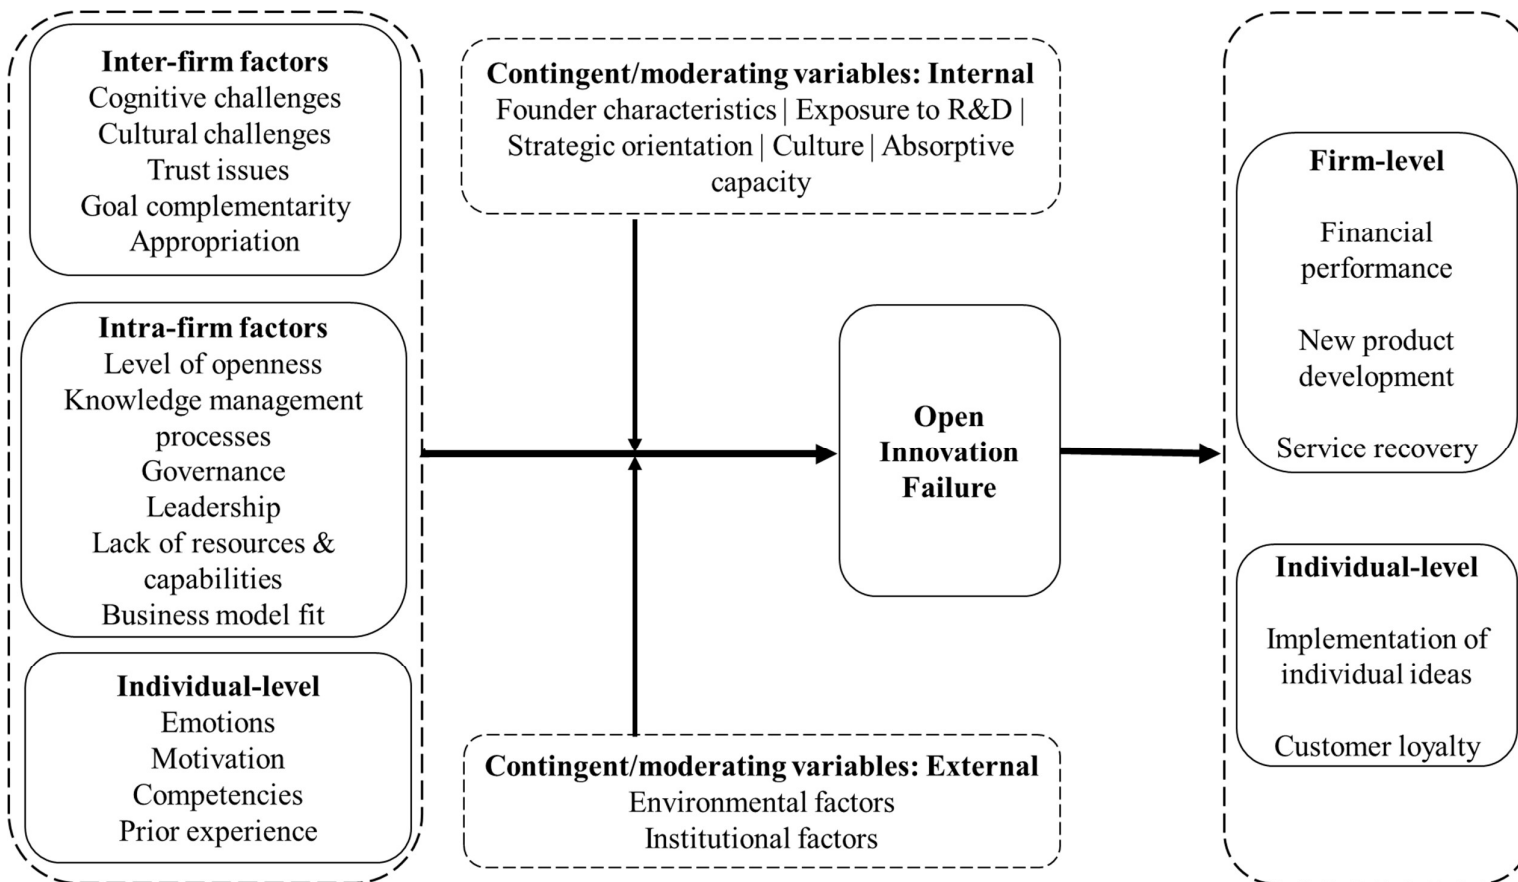 Inter-firm factors
Cognitive challenges
Cultural challenges
Trust issues
Goal complementarity
Appropriation
Intra-firm factors
Level of openness
Knowledge management
processes
Governance
Leadership
Lack of resources &
capabilities
Business model fit
Individual-level
Emotions
Motivation
Competencies
Prior experience
Contingent/moderating variables: Internal
Founder characteristics | Exposure to R&D |
Strategic orientation | Culture | Absorptive
capacity
Open
Innovation
Failure
Contingent/moderating variables: External
Environmental factors
Institutional factors
Firm-level
Financial
performance
New product
development
Service recovery
Individual-level
Implementation of
individual ideas
Customer loyalty